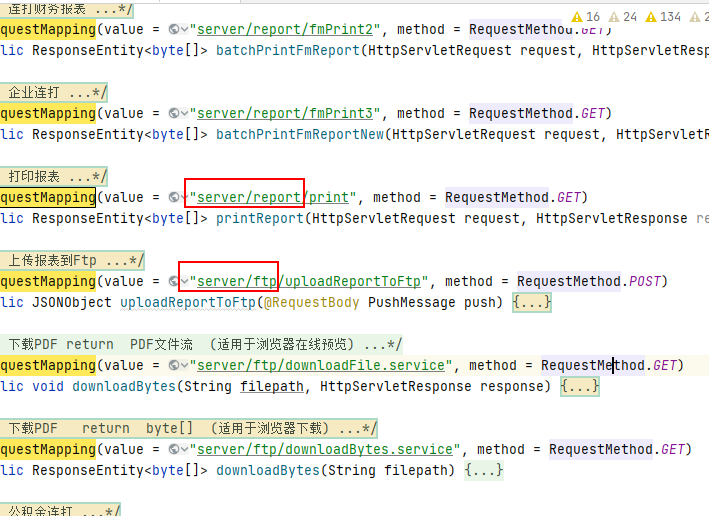 连打财务报表 ...*/
16 24 134 2
questMapping(value = "server/report/fmPrint2", method = RequestMethod.GET)
lic ResponseEntity<byte[]> batchPrintFmReport(HttpServletRequest request, HttpServletResp
企业连打 ...*/
questMapping(value = "server/report/fmPrint3", method = RequestMethod.GET)
lic ResponseEntity<byte[]> batchPrintFmReportNew(HttpServletRequest request, HttpServletR
打印报表 ...*/
questMapping(value = "server/report/print", method = RequestMethod.GET)
lic ResponseEntity<byte[]> printReport(HttpServletRequest request, HttpServletResponse re
上传报表到Ftp ...*/
questMapping(value = "server/ftp/uploadReportToFtp", method = RequestMethod.POST)
lic JSONObject uploadReportToFtp(@RequestBody PushMessage push) {...}
下载PDF return PDF文件流 (适用于浏览器在线预览) ...*/
questMapping(value = "server/ftp/downloadFile.service", method = RequestMethod.GET)
lic void downloadBytes(String filepath, HttpServletResponse response) {...}
下载PDF return byte[] (适用于浏览器下载) ...*/
questMapping(value = "server/ftp/downloadBytes.service", method = RequestMethod.GET)
lic ResponseEntity<byte[]> downloadBytes(String filepath) {...}
公积金连打 ...*/